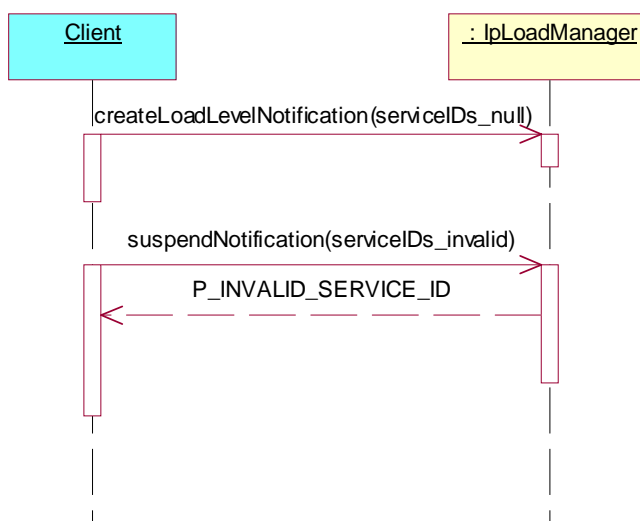 Client
: IpLoadManager
createLoadLevelNotification(serviceIDs_null)
suspendNotification(serviceIDs_invalid)
P_INVALID_SERVICE_ID